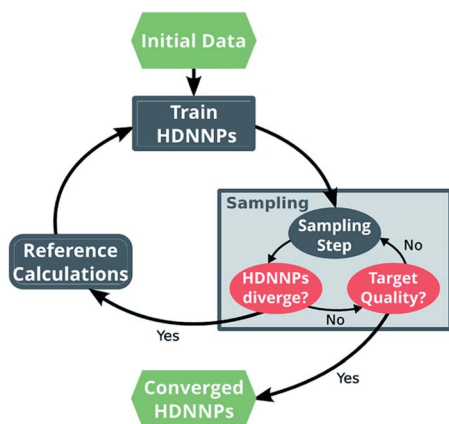 Initial Data
Train
HDNNPs
Sampling
Sampling
Step
No
Reference
Calculations
HDNNPs
diverge?
Target
Quality?
No
Yes
Yes
Converged
HDNNPs